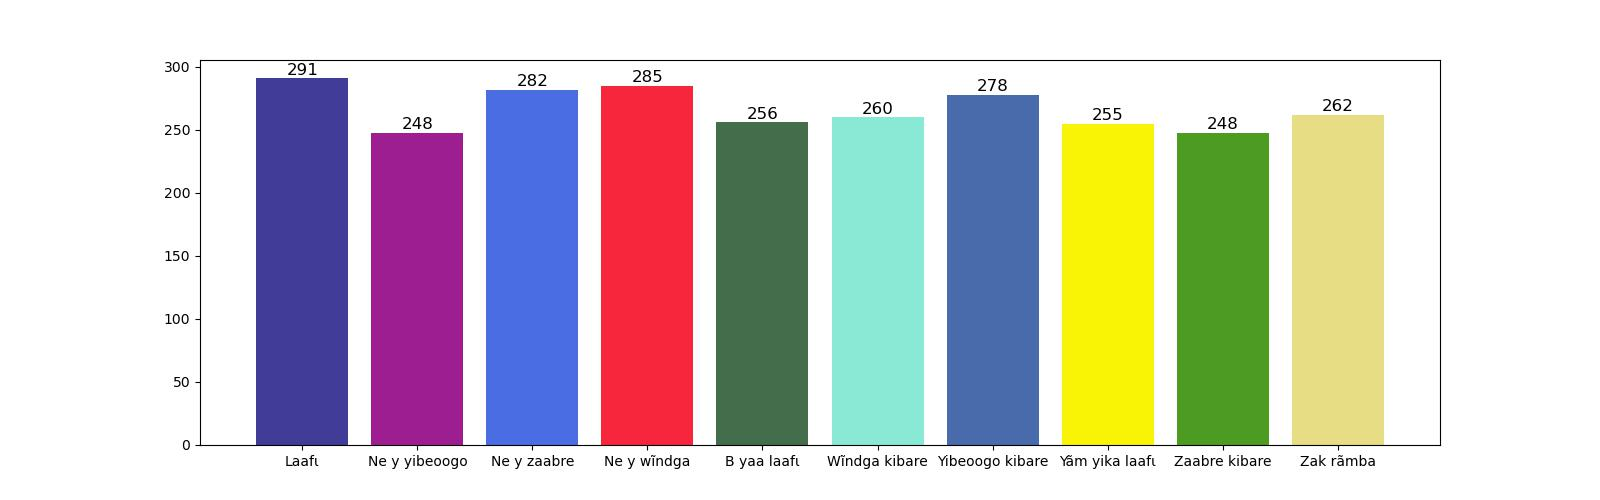 300
250
200
150
100
50
0
291
248
282
285
256
260
278
255
248
262
Laafɩ
Ne y yibeoogo
Ne y zaabre
Ne y wĩndga
B yaa laafɩ
Wĩndga kibare
Yibeoogo kibare
Yãm yika laafɩ
Zaabre kibare
Zak rãmba